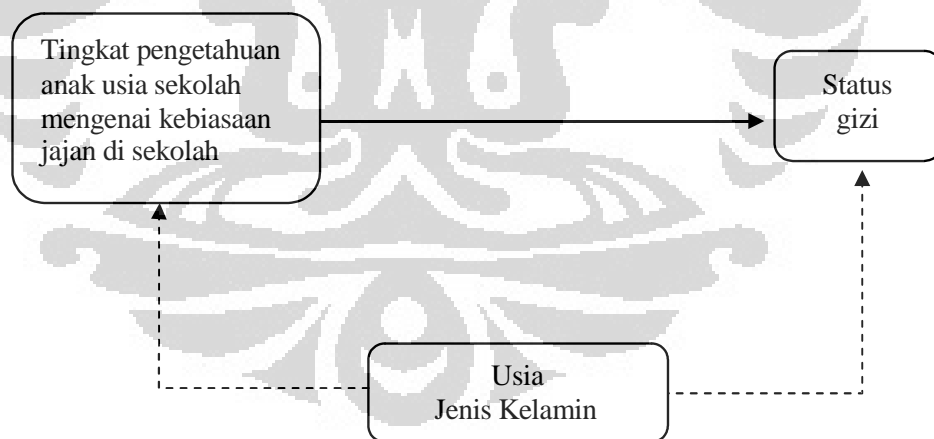 Tingkat pengetahuan
anak usia sekolah
mengenai kebiasaan
jajan di sekolah
Status
gizi
Usia
Jenis Kelamin